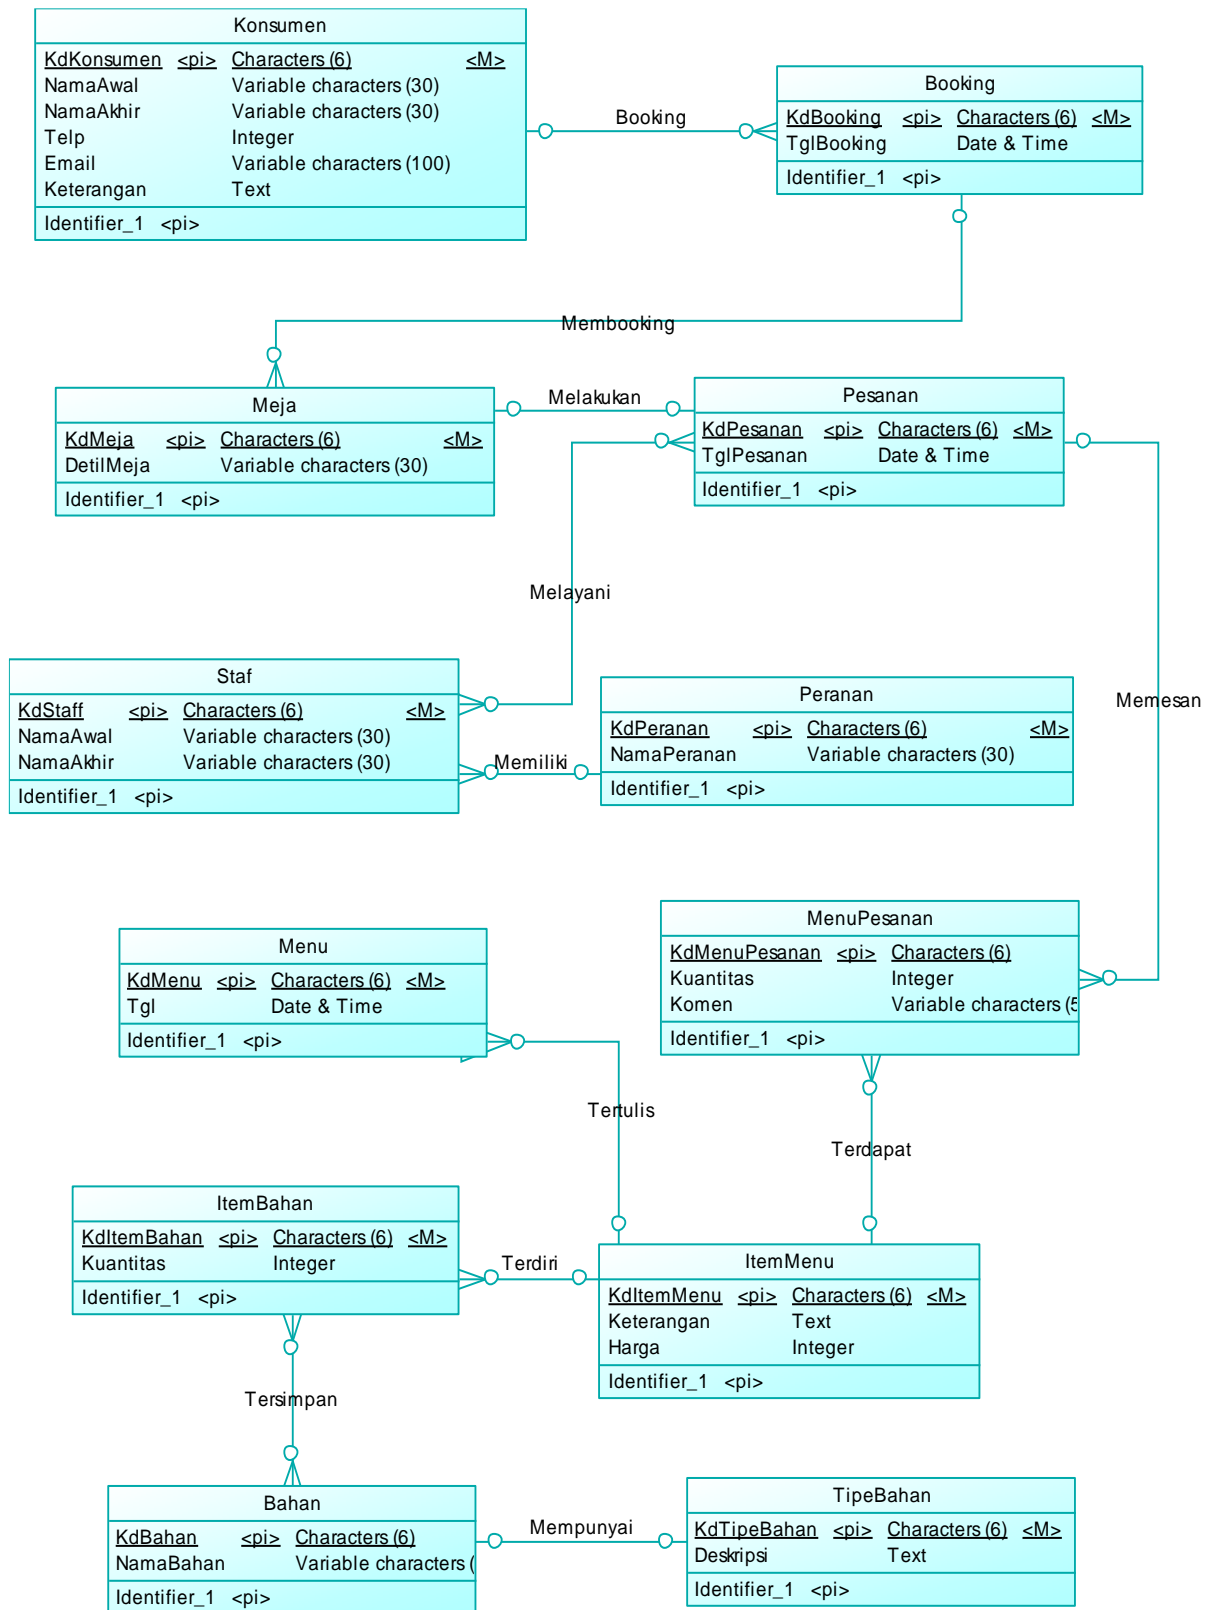 Konsumen
KdKonsumen <pi> Characters (6) <M>
NamaAwal Variable characters (30)
NamaAkhir Variable characters (30)
Telp Integer
Email Variable characters (100)
Keterangan Text
Identifier_1 <pi>
Booking
Booking
KdBooking <pi> Characters (6) <M>
TglBooking Date & Time
Identifier_1 <pi>
Membooking
Meja
KdMeja <pi> Characters (6) <M>
DetilMeja Variable characters (30)
Identifier_1 <pi>
Melakukan
Pesanan
KdPesanan <pi> Characters (6) <M>
TglPesanan Date & Time
Identifier_1 <pi>
Melayani
Staf
KdStaff <pi> Characters (6) <M>
NamaAwal Variable characters (30)
NamaAkhir Variable characters (30)
Identifier_1 <pi>
Memiliki
Peranan
KdPeranan <pi> Characters (6) <M>
NamaPeranan Variable characters (30)
Identifier_1 <pi>
Memesan
Menu
KdMenu <pi> Characters (6) <M>
Tgl Date & Time
Identifier_1 <pi>
MenuPesanan
KdMenuPesanan <pi> Characters (6)
Kuantitas Integer
Komen Variable characters (5
Identifier_1 <pi>
Tertulis
Terdapat
ItemBahan
KdItemBahan <pi> Characters (6) <M>
Kuantitas Integer
Identifier_1 <pi>
Terdiri
ItemMenu
KdItemMenu <pi> Characters (6) <M>
Keterangan Text
Harga Integer
Identifier_1 <pi>
Tersimpan
Bahan
KdBahan <pi> Characters (6)
NamaBahan Variable characters (
Identifier_1 <pi>
Mempunyai
TipeBahan
KdTipeBahan <pi> Characters (6) <M>
Deskripsi Text
Identifier_1 <pi>